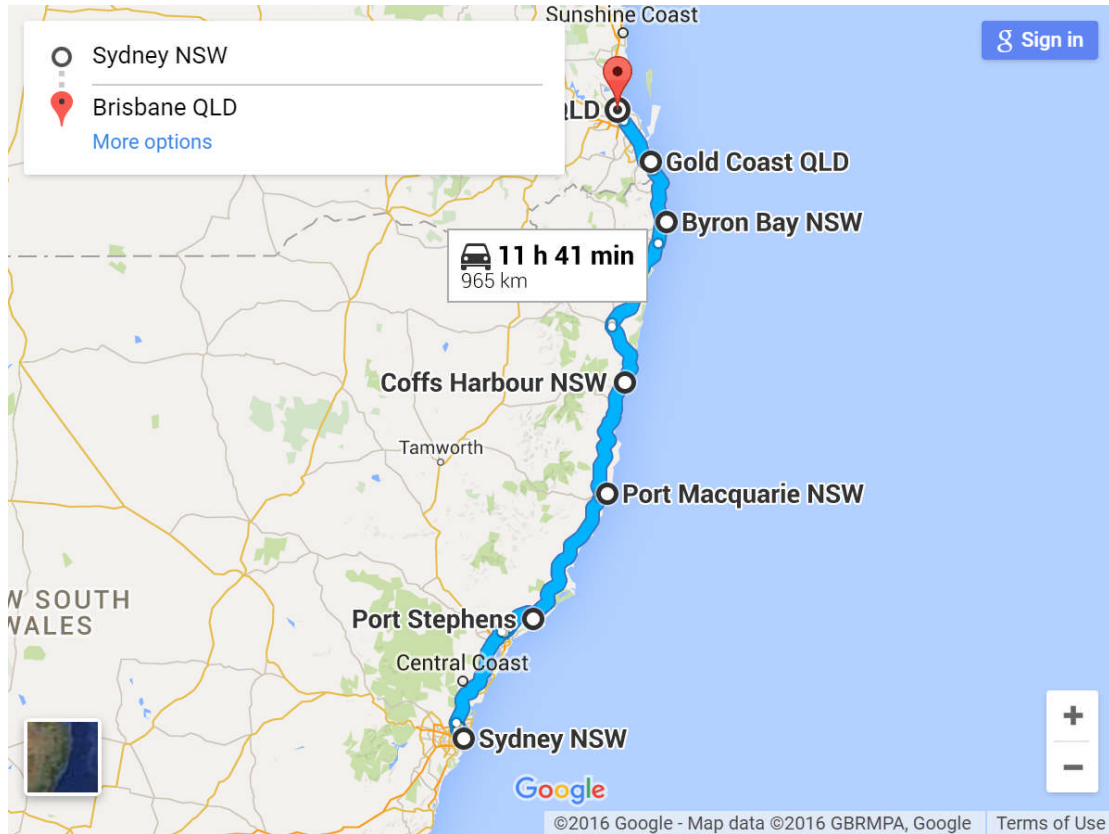 Sunshine Coast
Sydney NSW
Brisbane QLD
More options
g Sign in
QLD
Gold Coast QLD
Byron Bay NSW
11 h 41 min
965 km
Coffs Harbour NSW
Tamworth
Port Macquarie NSW
W SOUTH
WALES
Port Stephens
Central Coast
Sydney NSW
+
−
Google
©2016 Google - Map data ©2016 GBRMPA, Google
Terms of Use